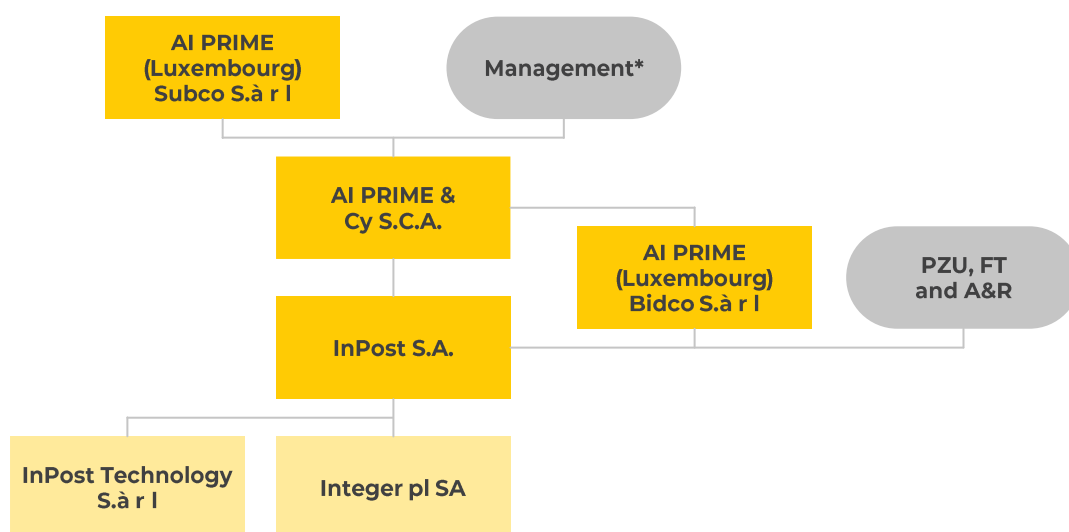 AI PRIME
(Luxembourg)
Subco S.à r l
Management*
AI PRIME &
Cy S.C.A.
AI PRIME
(Luxembourg)
Bidco S.à r l
PZU, FT
and A&R
InPost S.A.
InPost Technology
S.à r l
Integer pl SA